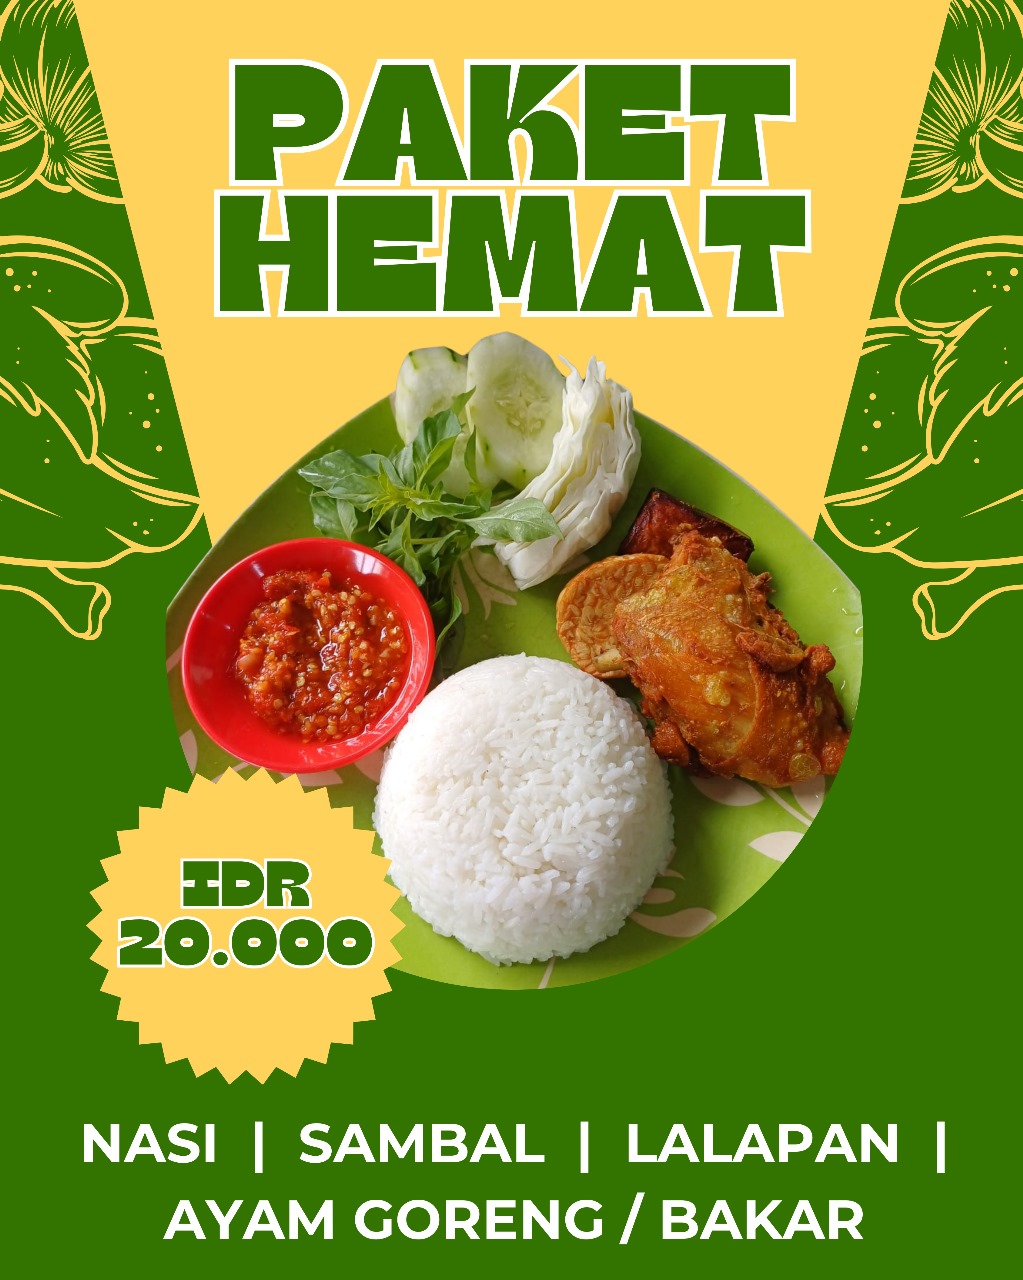 PAKET
HEMAT
IDR
20.000
NASI | SAMBAL | LALAPAN |
AYAM GORENG / BAKAR